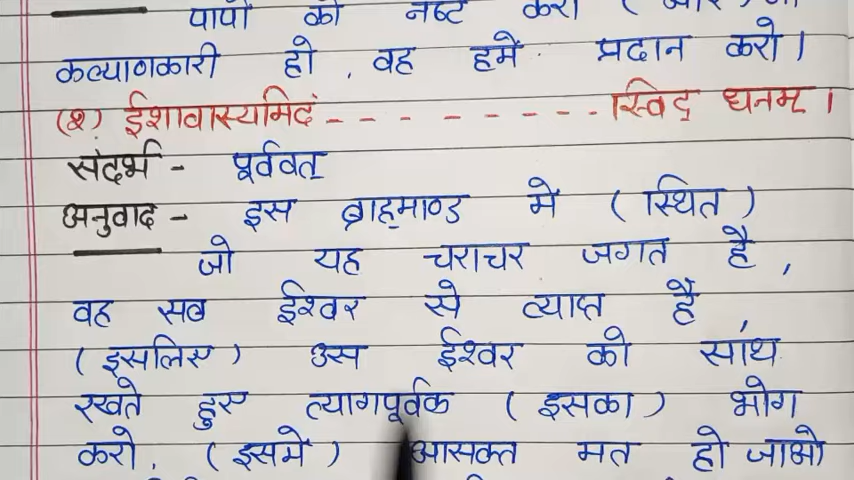 पापों को नष्ट करो
कल्याणकारी हो , वह हमें प्रदान करो ।
(२) ईशावास्यमिदं - - - - - - - - - स्विद् धनम् ।
संदर्भ - पूर्ववत्
अनुवाद - इस ब्राह्माण्ड मे ( स्थित )
जो यह चराचर जगत है ,
वह सब ईश्वर से व्याप्त है ,
( इसलिए ) उस ईश्वर को साथ
रखते हुए त्यागपूर्वक ( इसका ) भोग
करो , ( इसमें ) आसक्त मत हो जाओ